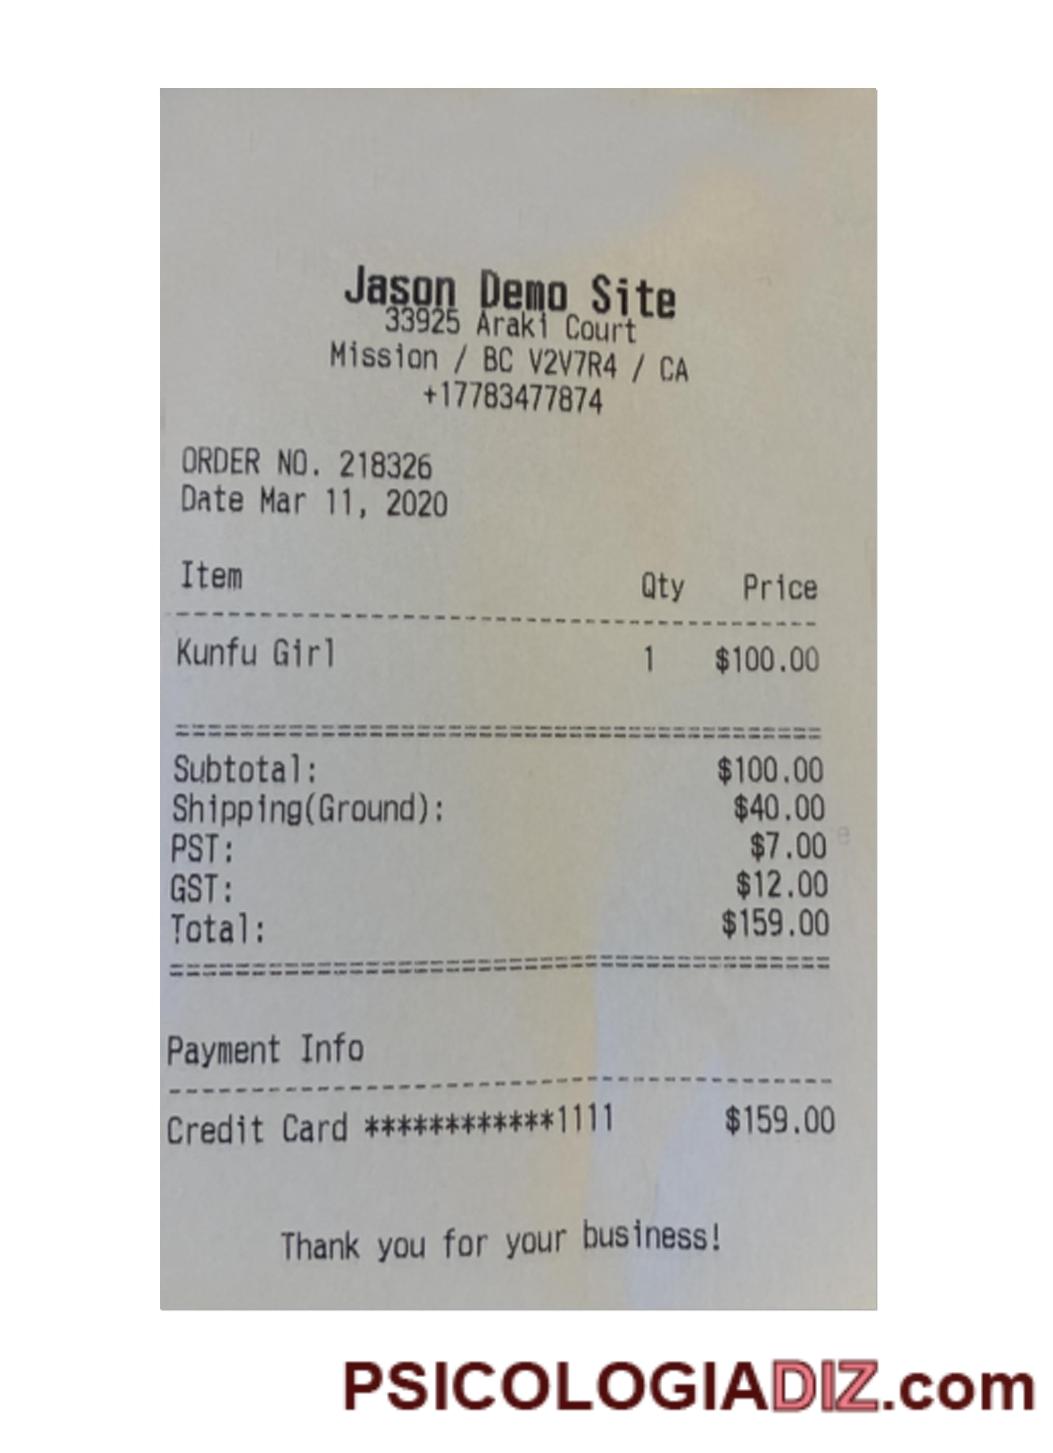 Jason Demo Site
33925 Araki Court
Mission / BC V2V7R4 / CA
+17783477874
ORDER NO. 218326
Date Mar 11, 2020
Item Qty Price
Kunfu Girl 1 $100.00
Subtotal: $100.00
Shipping(Ground): $40.00
PST: $7.00
GST: $12.00
Total: $159.00
Payment Info
Credit Card ************1111 $159.00
Thank you for your business!
PSICOLOGIADIZ.com